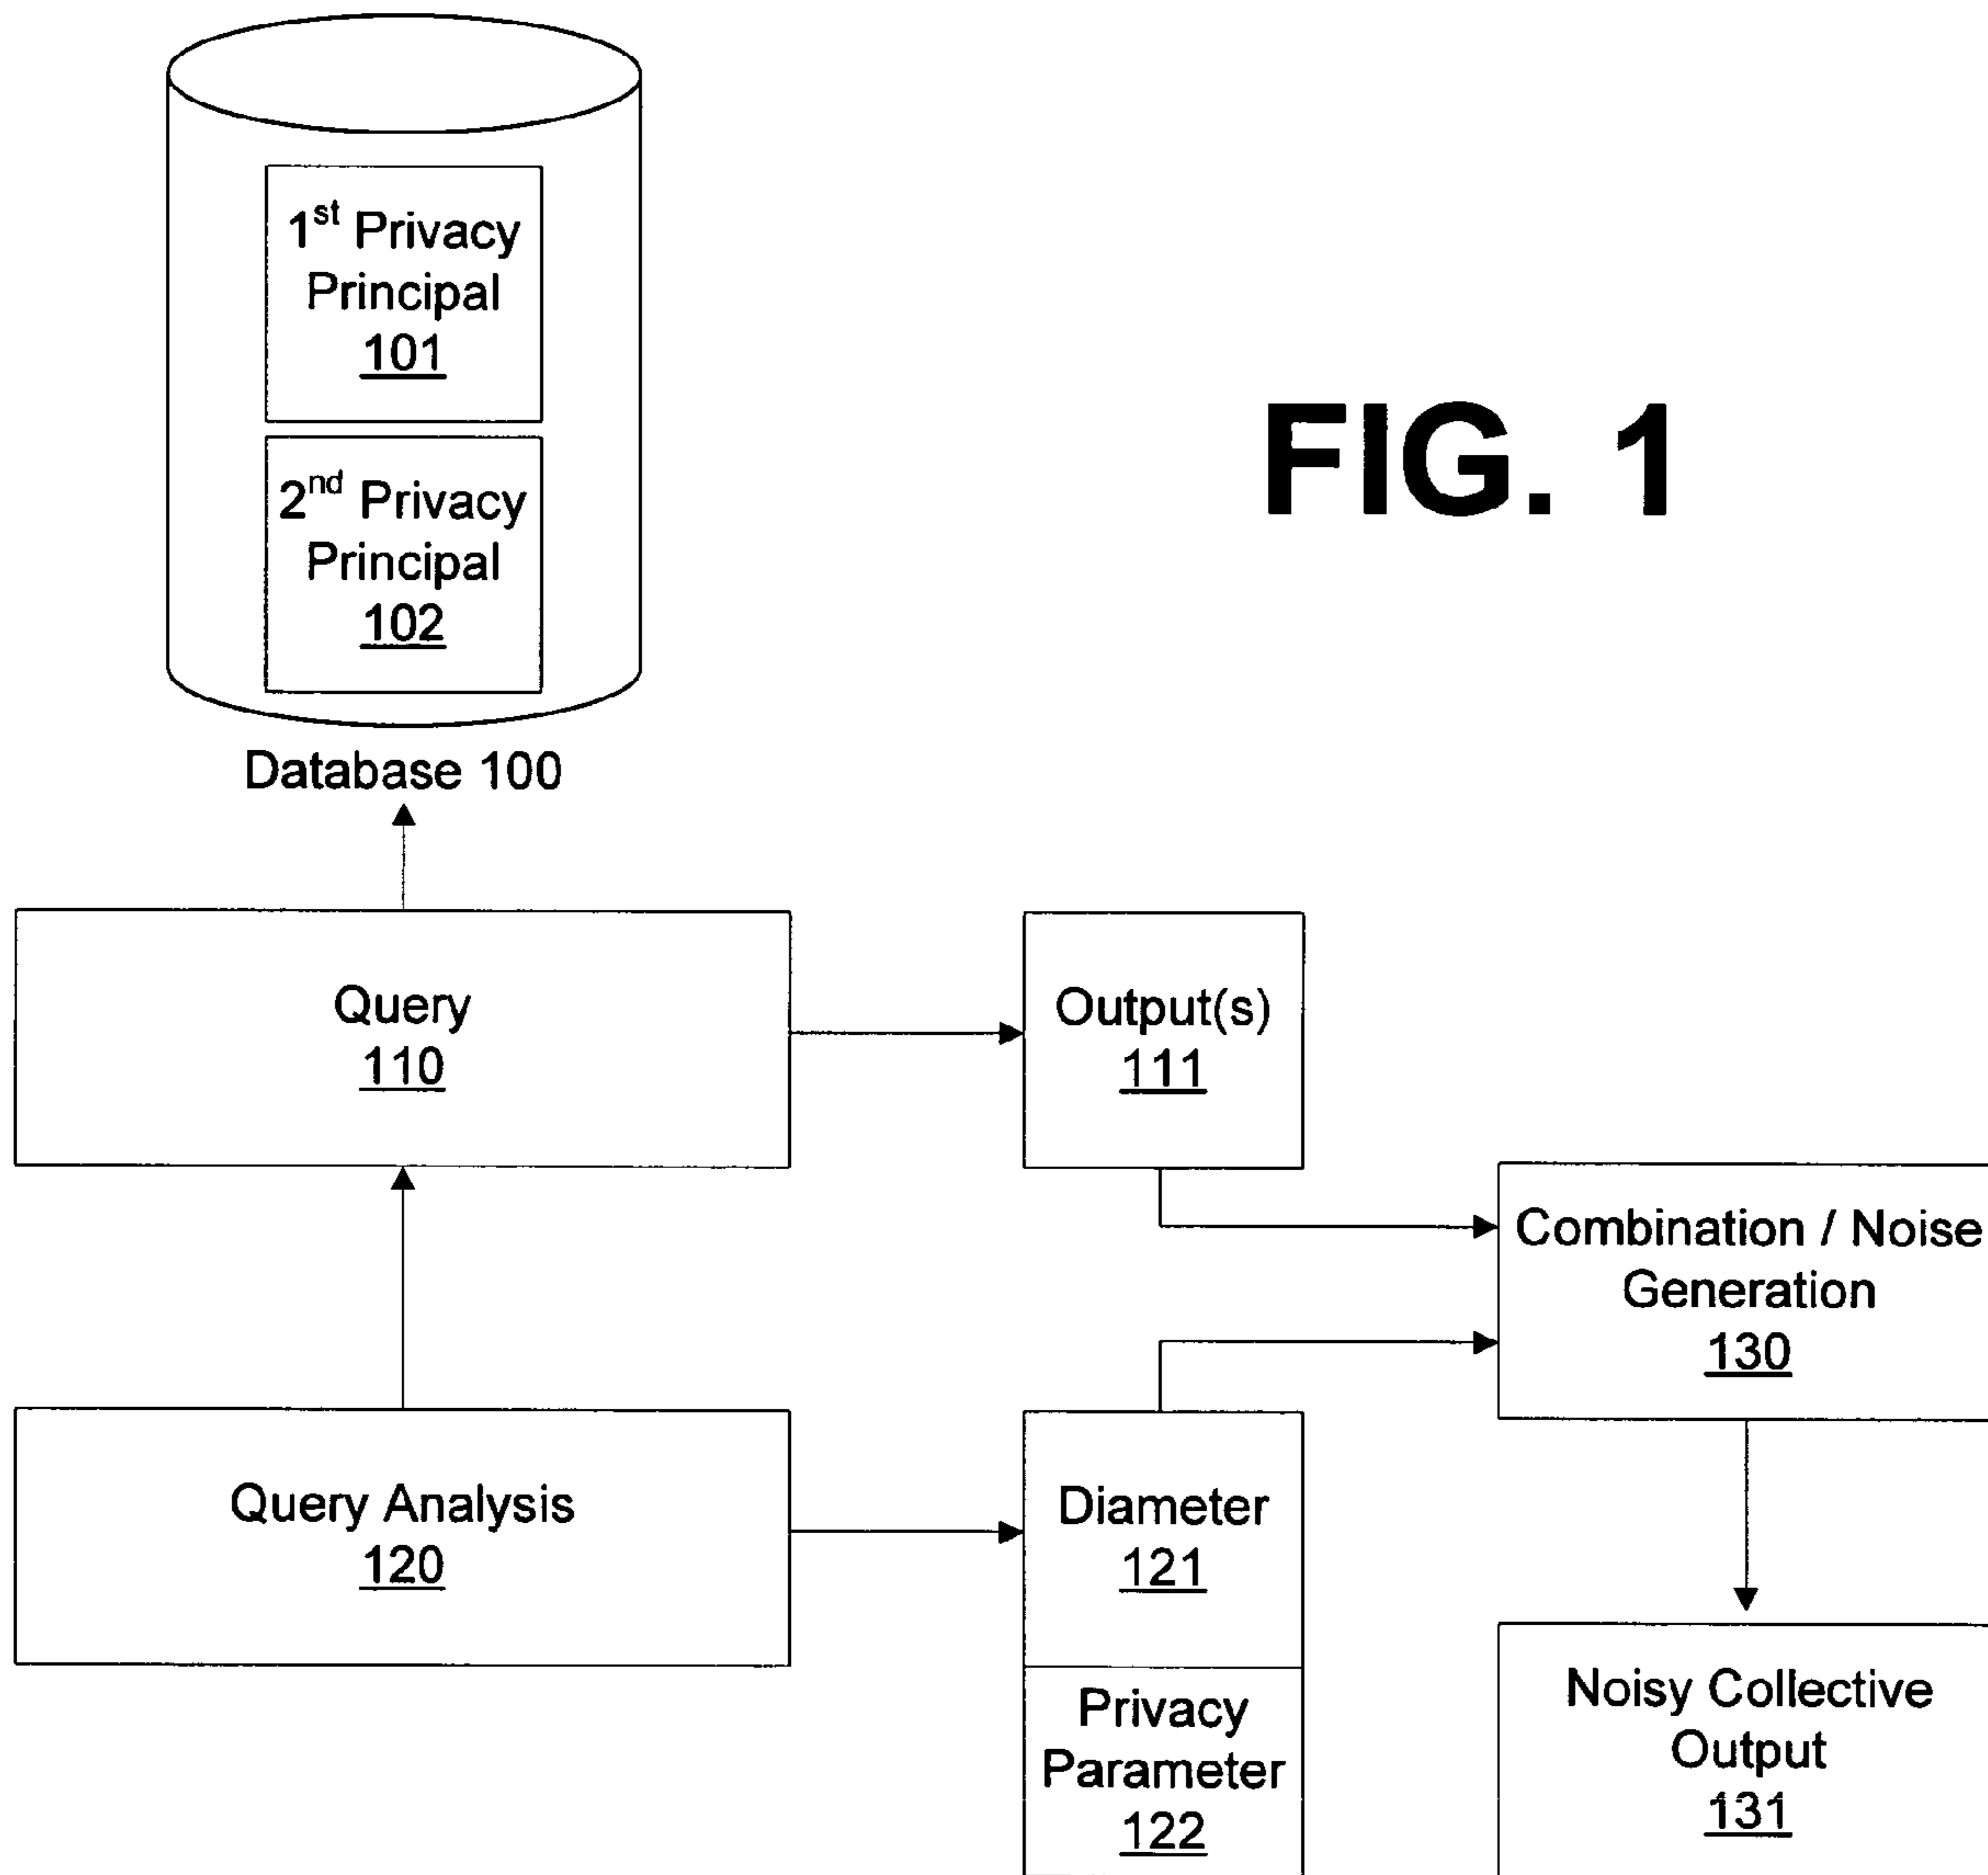 1st Privacy
Principal
101
2nd Privacy
Principal
102
Database 100
FIG. 1
Query
110
Output(s)
111
Combination / Noise
Generation
130
Query Analysis
120
Diameter
121
Privacy
Parameter
122
Noisy Collective
Output
131